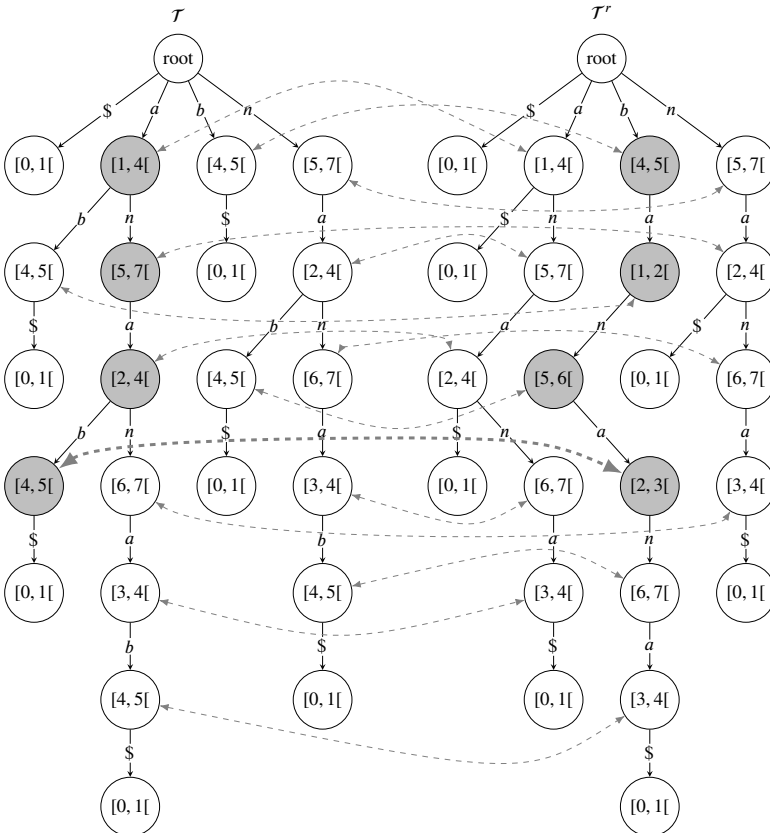 𝒯 𝒯ʳ
root root
$ a b n $ a b n
[0, 1[ [1, 4[ [4, 5[ [5, 7[ [0, 1[ [1, 4[ [4, 5[ [5, 7[
b n $ a $ n a a
[4, 5[ [5, 7[ [0, 1[ [2, 4[ [0, 1[ [5, 7[ [1, 2[ [2, 4[
$ a b n a n $ n
[0, 1[ [2, 4[ [4, 5[ [6, 7[ [2, 4[ [5, 6[ [0, 1[ [6, 7[
b n $ a $ n a a
[4, 5[ [6, 7[ [0, 1[ [3, 4[ [0, 1[ [6, 7[ [2, 3[ [3, 4[
$ a b a n $
[0, 1[ [3, 4[ [4, 5[ [3, 4[ [6, 7[ [0, 1[
b $ $ a
[4, 5[ [0, 1[ [0, 1[ [3, 4[
$ $
[0, 1[ [0, 1[